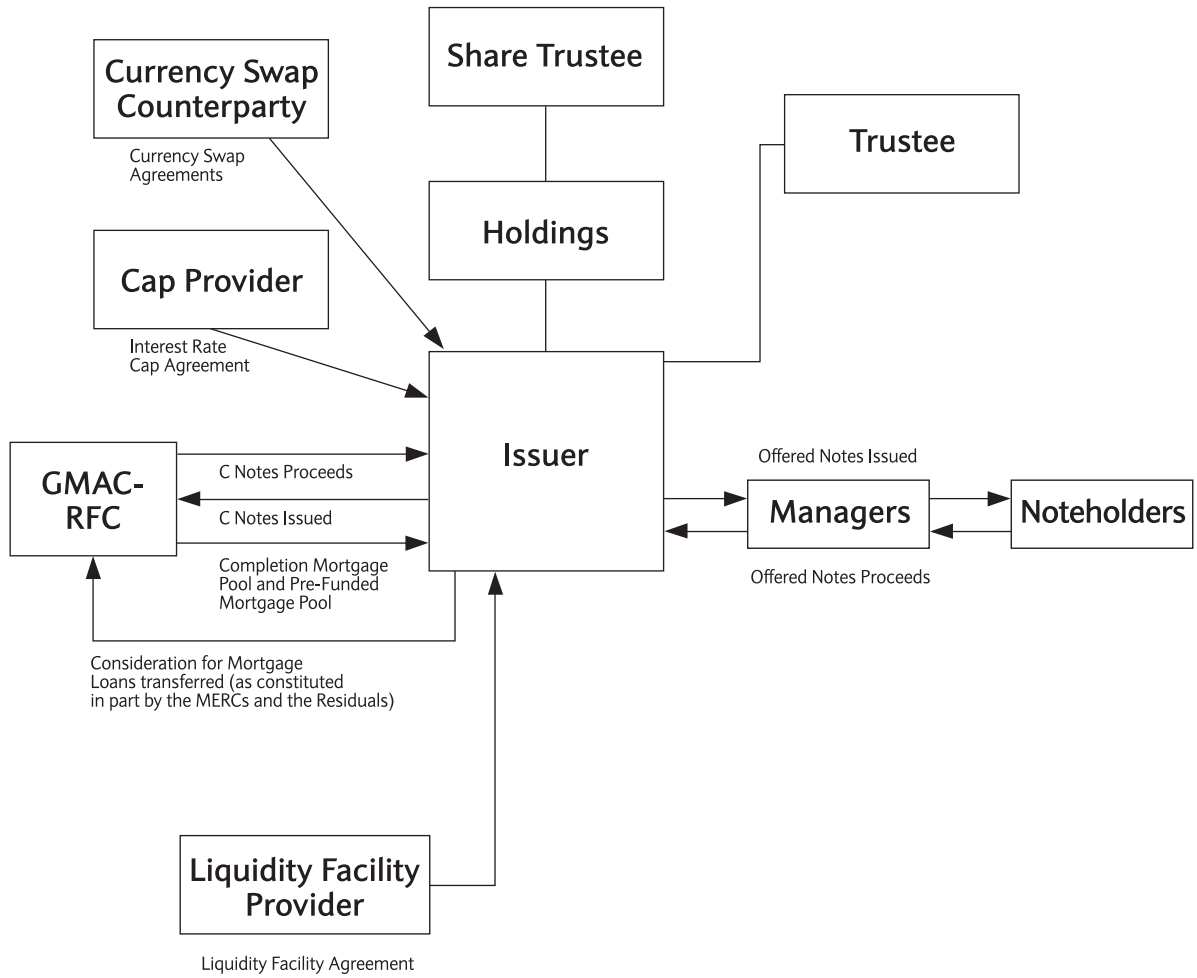 Share Trustee
Currency Swap
Counterparty
Currency Swap
Agreements
Trustee
Holdings
Cap Provider
Interest Rate
Cap Agreement
Issuer
GMAC-
RFC
C Notes Proceeds
C Notes Issued
Completion Mortgage
Pool and Pre-Funded
Mortgage Pool
Offered Notes Issued
Managers
Noteholders
Offered Notes Proceeds
Consideration for Mortgage
Loans transferred (as constituted
in part by the MERCs and the Residuals)
Liquidity Facility
Provider
Liquidity Facility Agreement